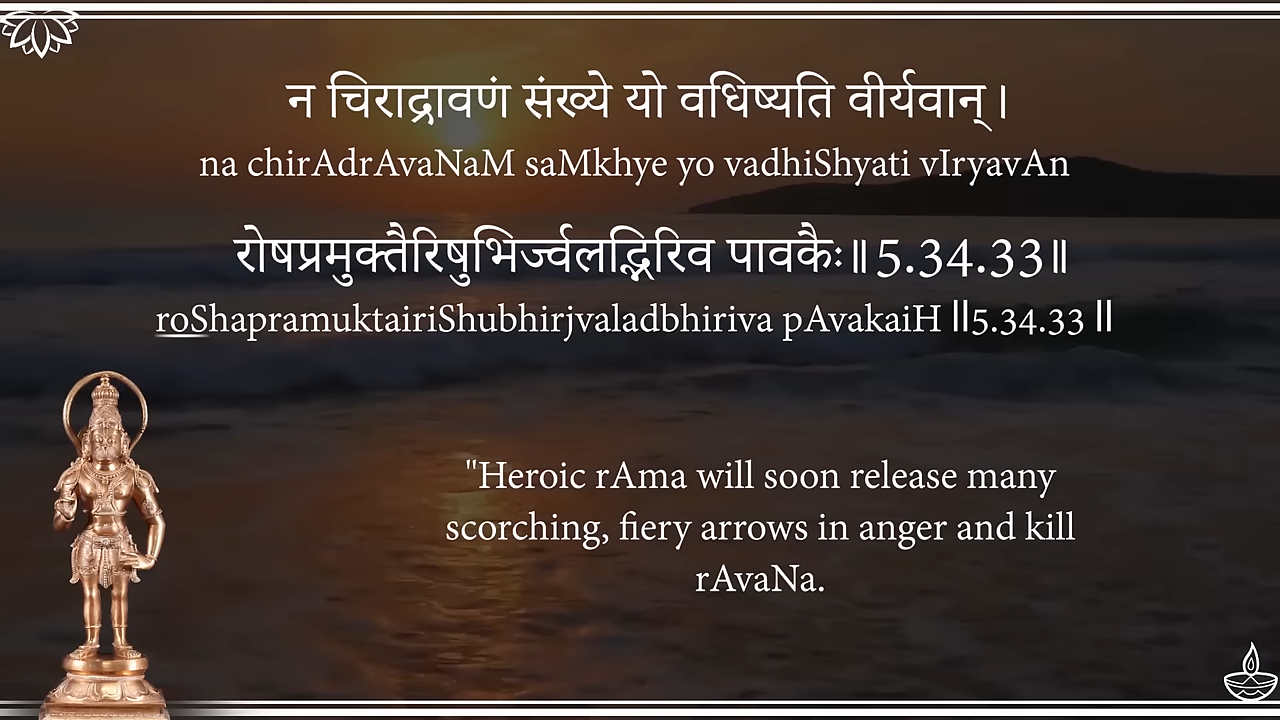 न चिराद्रावणं संख्ये यो वधिष्यति वीर्यवान् ।
na chirAdrAvaNaM saMkhye yo vadhiShyati vIryavAn
रोषप्रमुक्तैरिषुभिर्ज्वलद्भिरिव पावकैः॥5.34.33॥
roShapramuktairiShubhirjvaladbhiriva pAvakaiH ॥5.34.33 ॥
"Heroic rAma will soon release many
scorching, fiery arrows in anger and kill
rAvaNa.